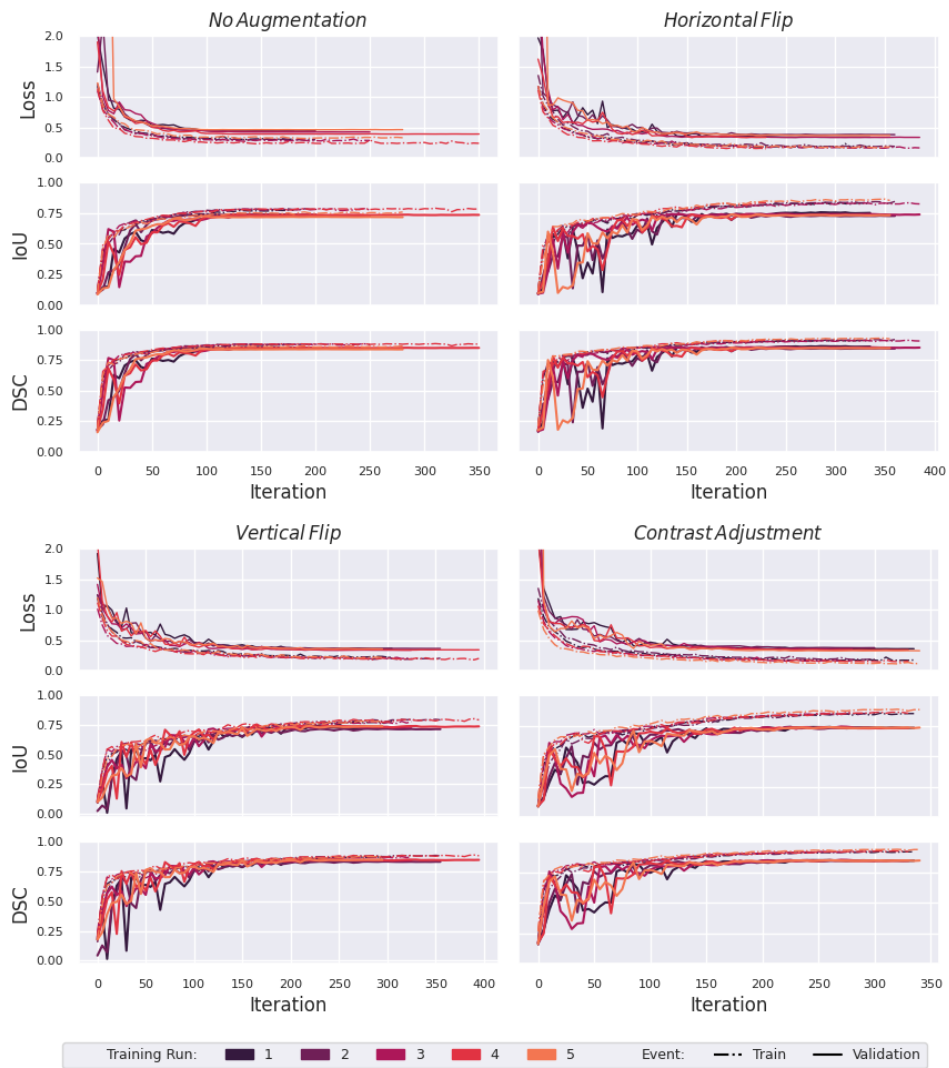 No Augmentation
Horizontal Flip
2.0
1.5
Loss
1.0
0.5
0.0
1.00
0.75
IoU
0.50
0.25
0.00
1.00
0.75
DSC
0.50
0.25
0.00
0 50 100 150 200 250 300 350
0 50 100 150 200 250 300 350 400
Iteration
Iteration
Vertical Flip
Contrast Adjustment
2.0
1.5
Loss
1.0
0.5
0.0
1.00
0.75
IoU
0.50
0.25
0.00
1.00
0.75
DSC
0.50
0.25
0.00
0 50 100 150 200 250 300 350 400
0 50 100 150 200 250 300 350
Iteration
Iteration
Training Run: 1 2 3 4 5 Event: Train Validation